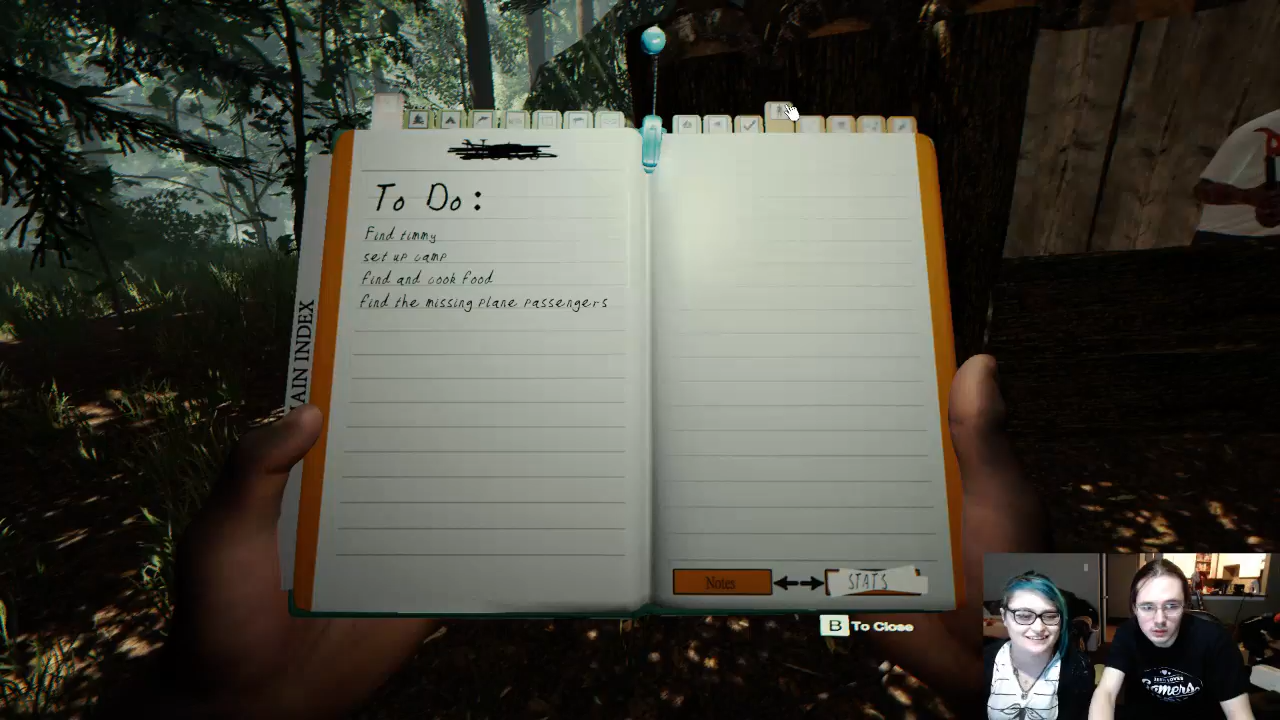 To Do:
Find timmy
set up camp
find and cook food
find the missing plane passengers
AIN INDEX
Notes
STATS
B To Close
Gamers